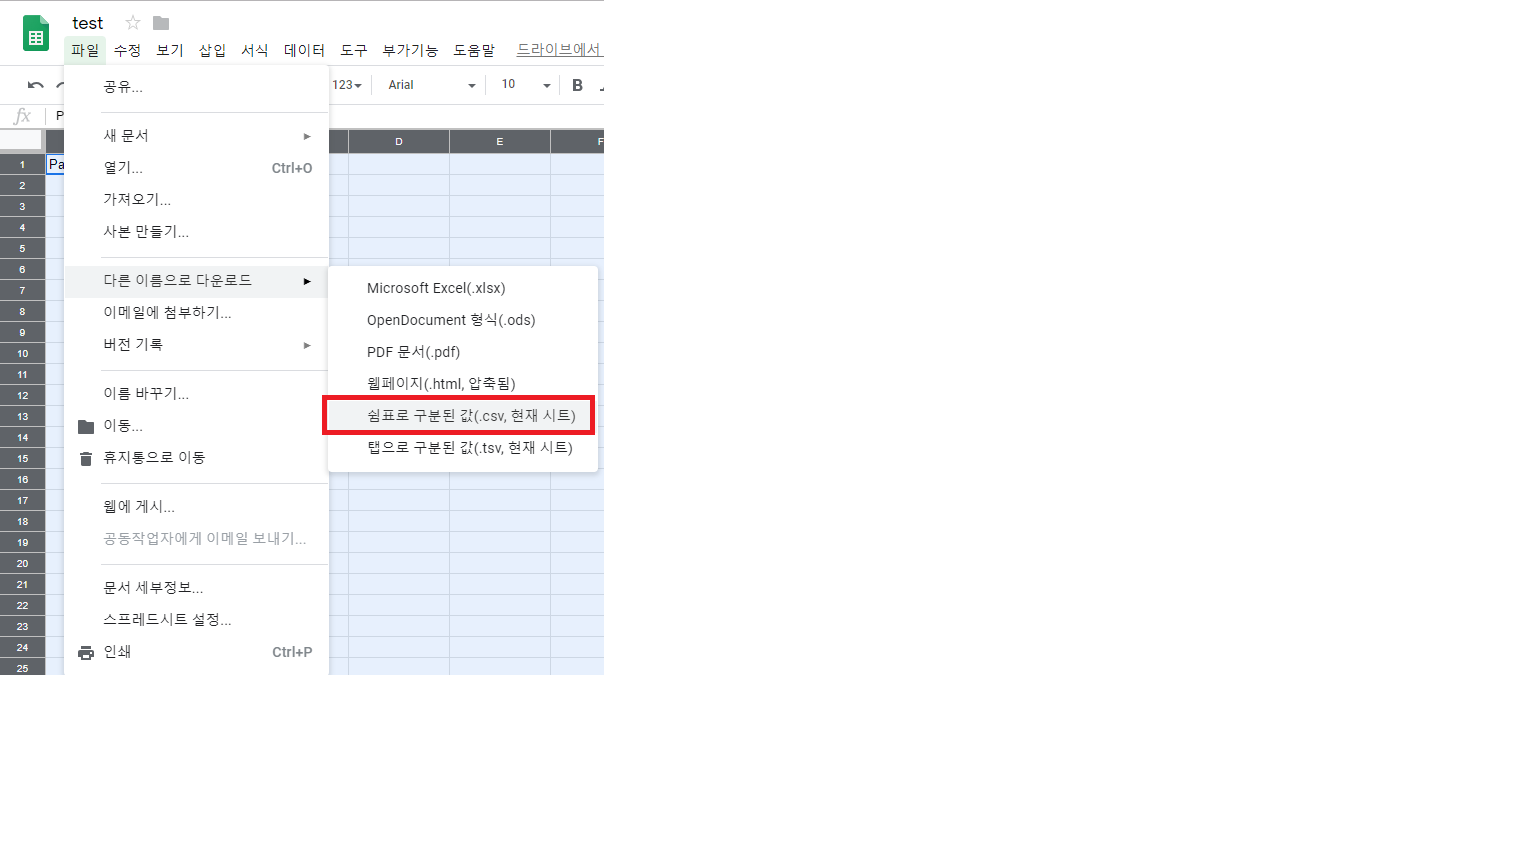 test
파일 수정 보기 삽입 서식 데이터 도구 부가기능 도움말 드라이브에서
123 Arial 10 B
fx P
공유...
새 문서
열기... Ctrl+O
가져오기...
사본 만들기...
다른 이름으로 다운로드
이메일에 첨부하기...
버전 기록
이름 바꾸기...
이동...
휴지통으로 이동
웹에 게시...
공동작업자에게 이메일 보내기...
문서 세부정보...
스프레드시트 설정...
인쇄 Ctrl+P
Microsoft Excel(.xlsx)
OpenDocument 형식(.ods)
PDF 문서(.pdf)
웹페이지(.html, 압축됨)
쉼표로 구분된 값(.csv, 현재 시트)
탭으로 구분된 값(.tsv, 현재 시트)
D E F
1 Pa
2
3
4
5
6
7
8
9
10
11
12
13
14
15
16
17
18
19
20
21
22
23
24
25